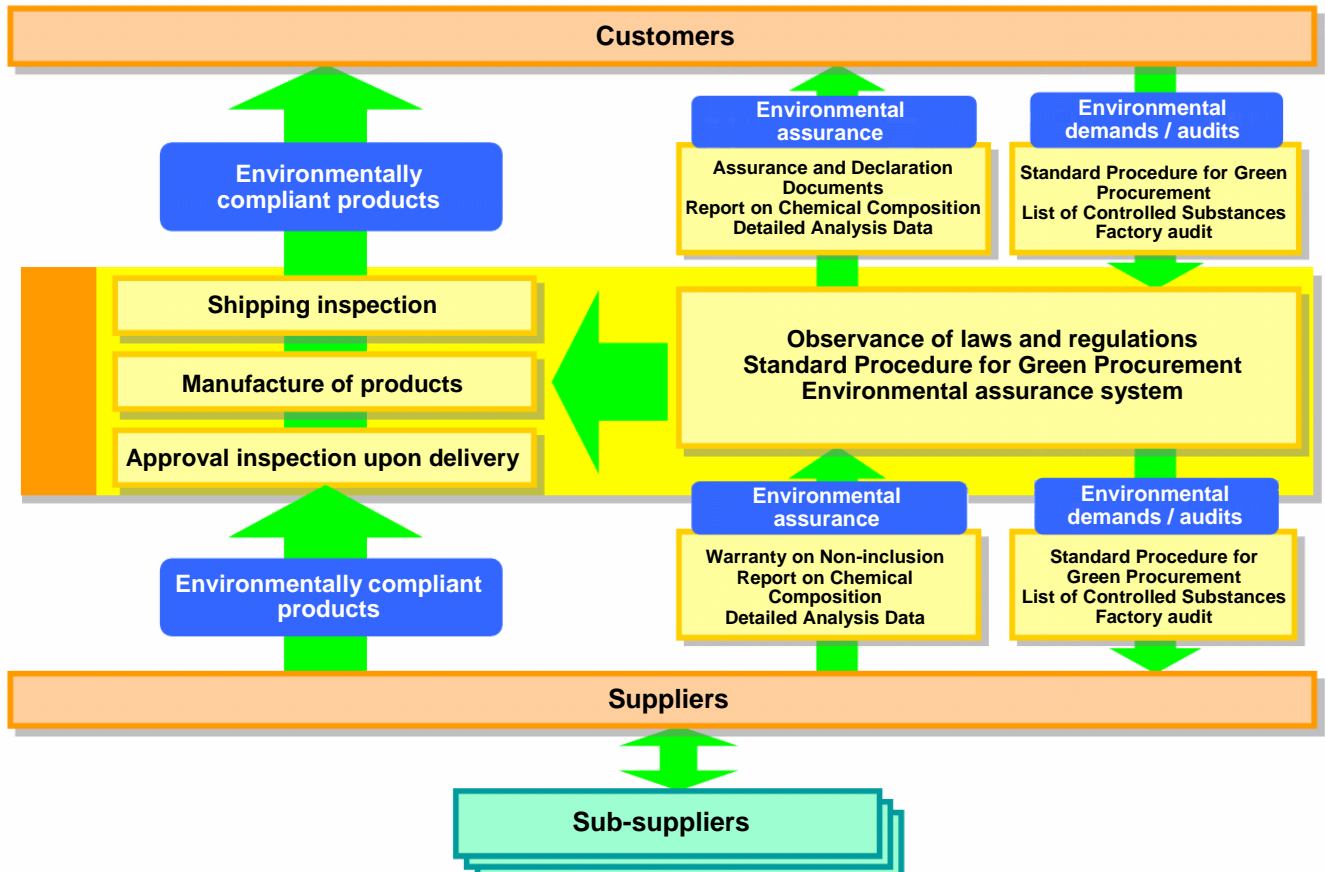 Customers
Environmentally
compliant products
Environmental
assurance
Assurance and Declaration
Documents
Report on Chemical Composition
Detailed Analysis Data
Environmental
demands / audits
Standard Procedure for Green
Procurement
List of Controlled Substances
Factory audit
Shipping inspection
Manufacture of products
Approval inspection upon delivery
Observance of laws and regulations
Standard Procedure for Green Procurement
Environmental assurance system
Environmentally compliant
products
Environmental
assurance
Warranty on Non-inclusion
Report on Chemical
Composition
Detailed Analysis Data
Environmental
demands / audits
Standard Procedure for
Green Procurement
List of Controlled Substances
Factory audit
Suppliers
Sub-suppliers